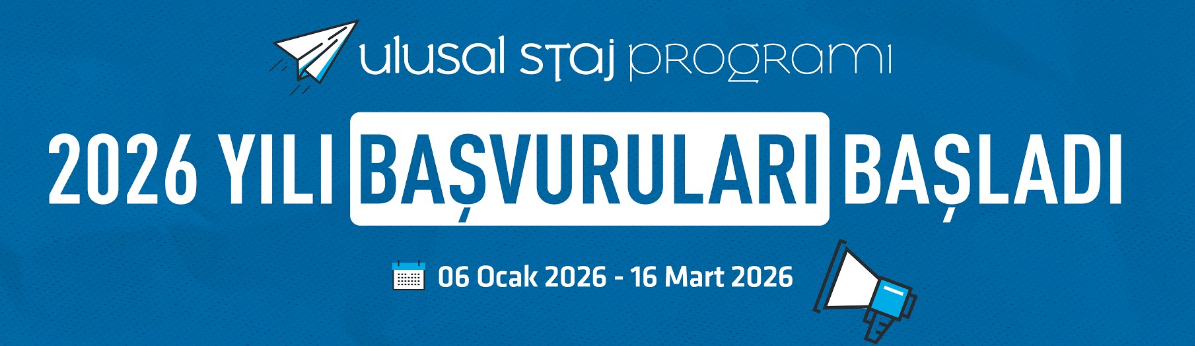 ulusal staj programı
2026 YILI BAŞVURULARI BAŞLADI
06 Ocak 2026 - 16 Mart 2026